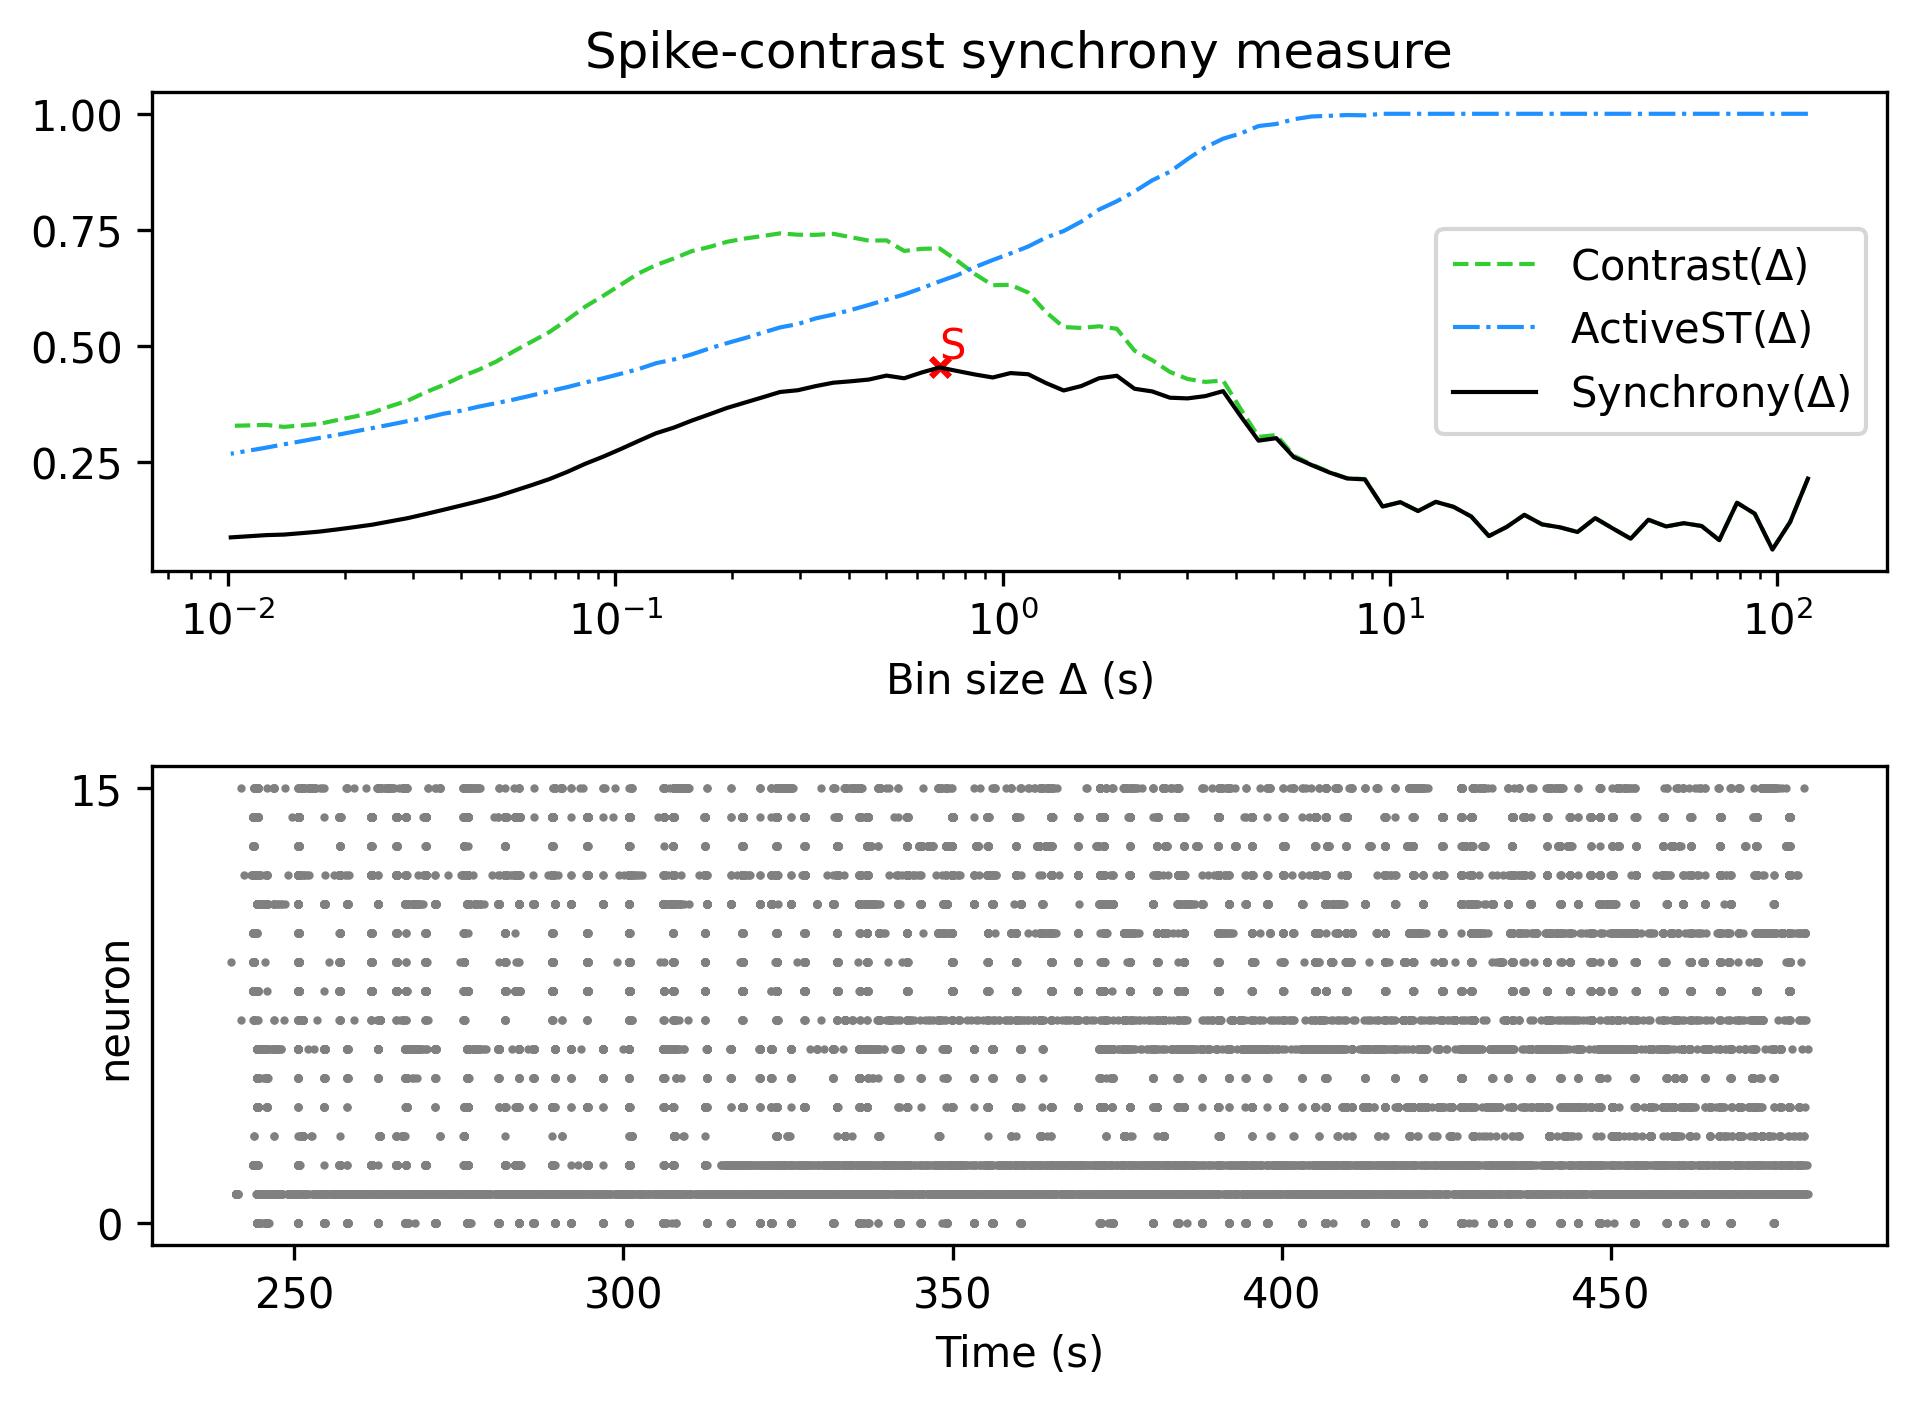 Spike-contrast synchrony measure
1.00
0.75
0.50
0.25
S
Contrast(Δ)
ActiveST(Δ)
Synchrony(Δ)
10⁻² 10⁻¹ 10⁰ 10¹ 10²
Bin size Δ (s)
15
neuron
0
250 300 350 400 450
Time (s)